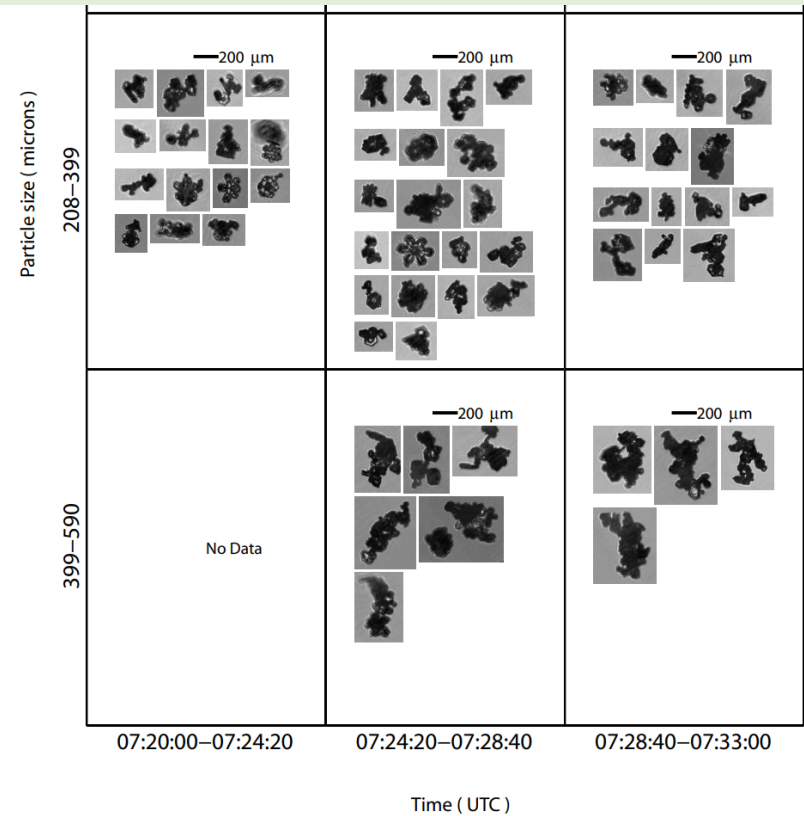 Particle size ( microns )
208−399
200 μm
200 μm
200 μm
399−590
No Data
200 μm
200 μm
07:20:00−07:24:20
07:24:20−07:28:40
07:28:40−07:33:00
Time ( UTC )